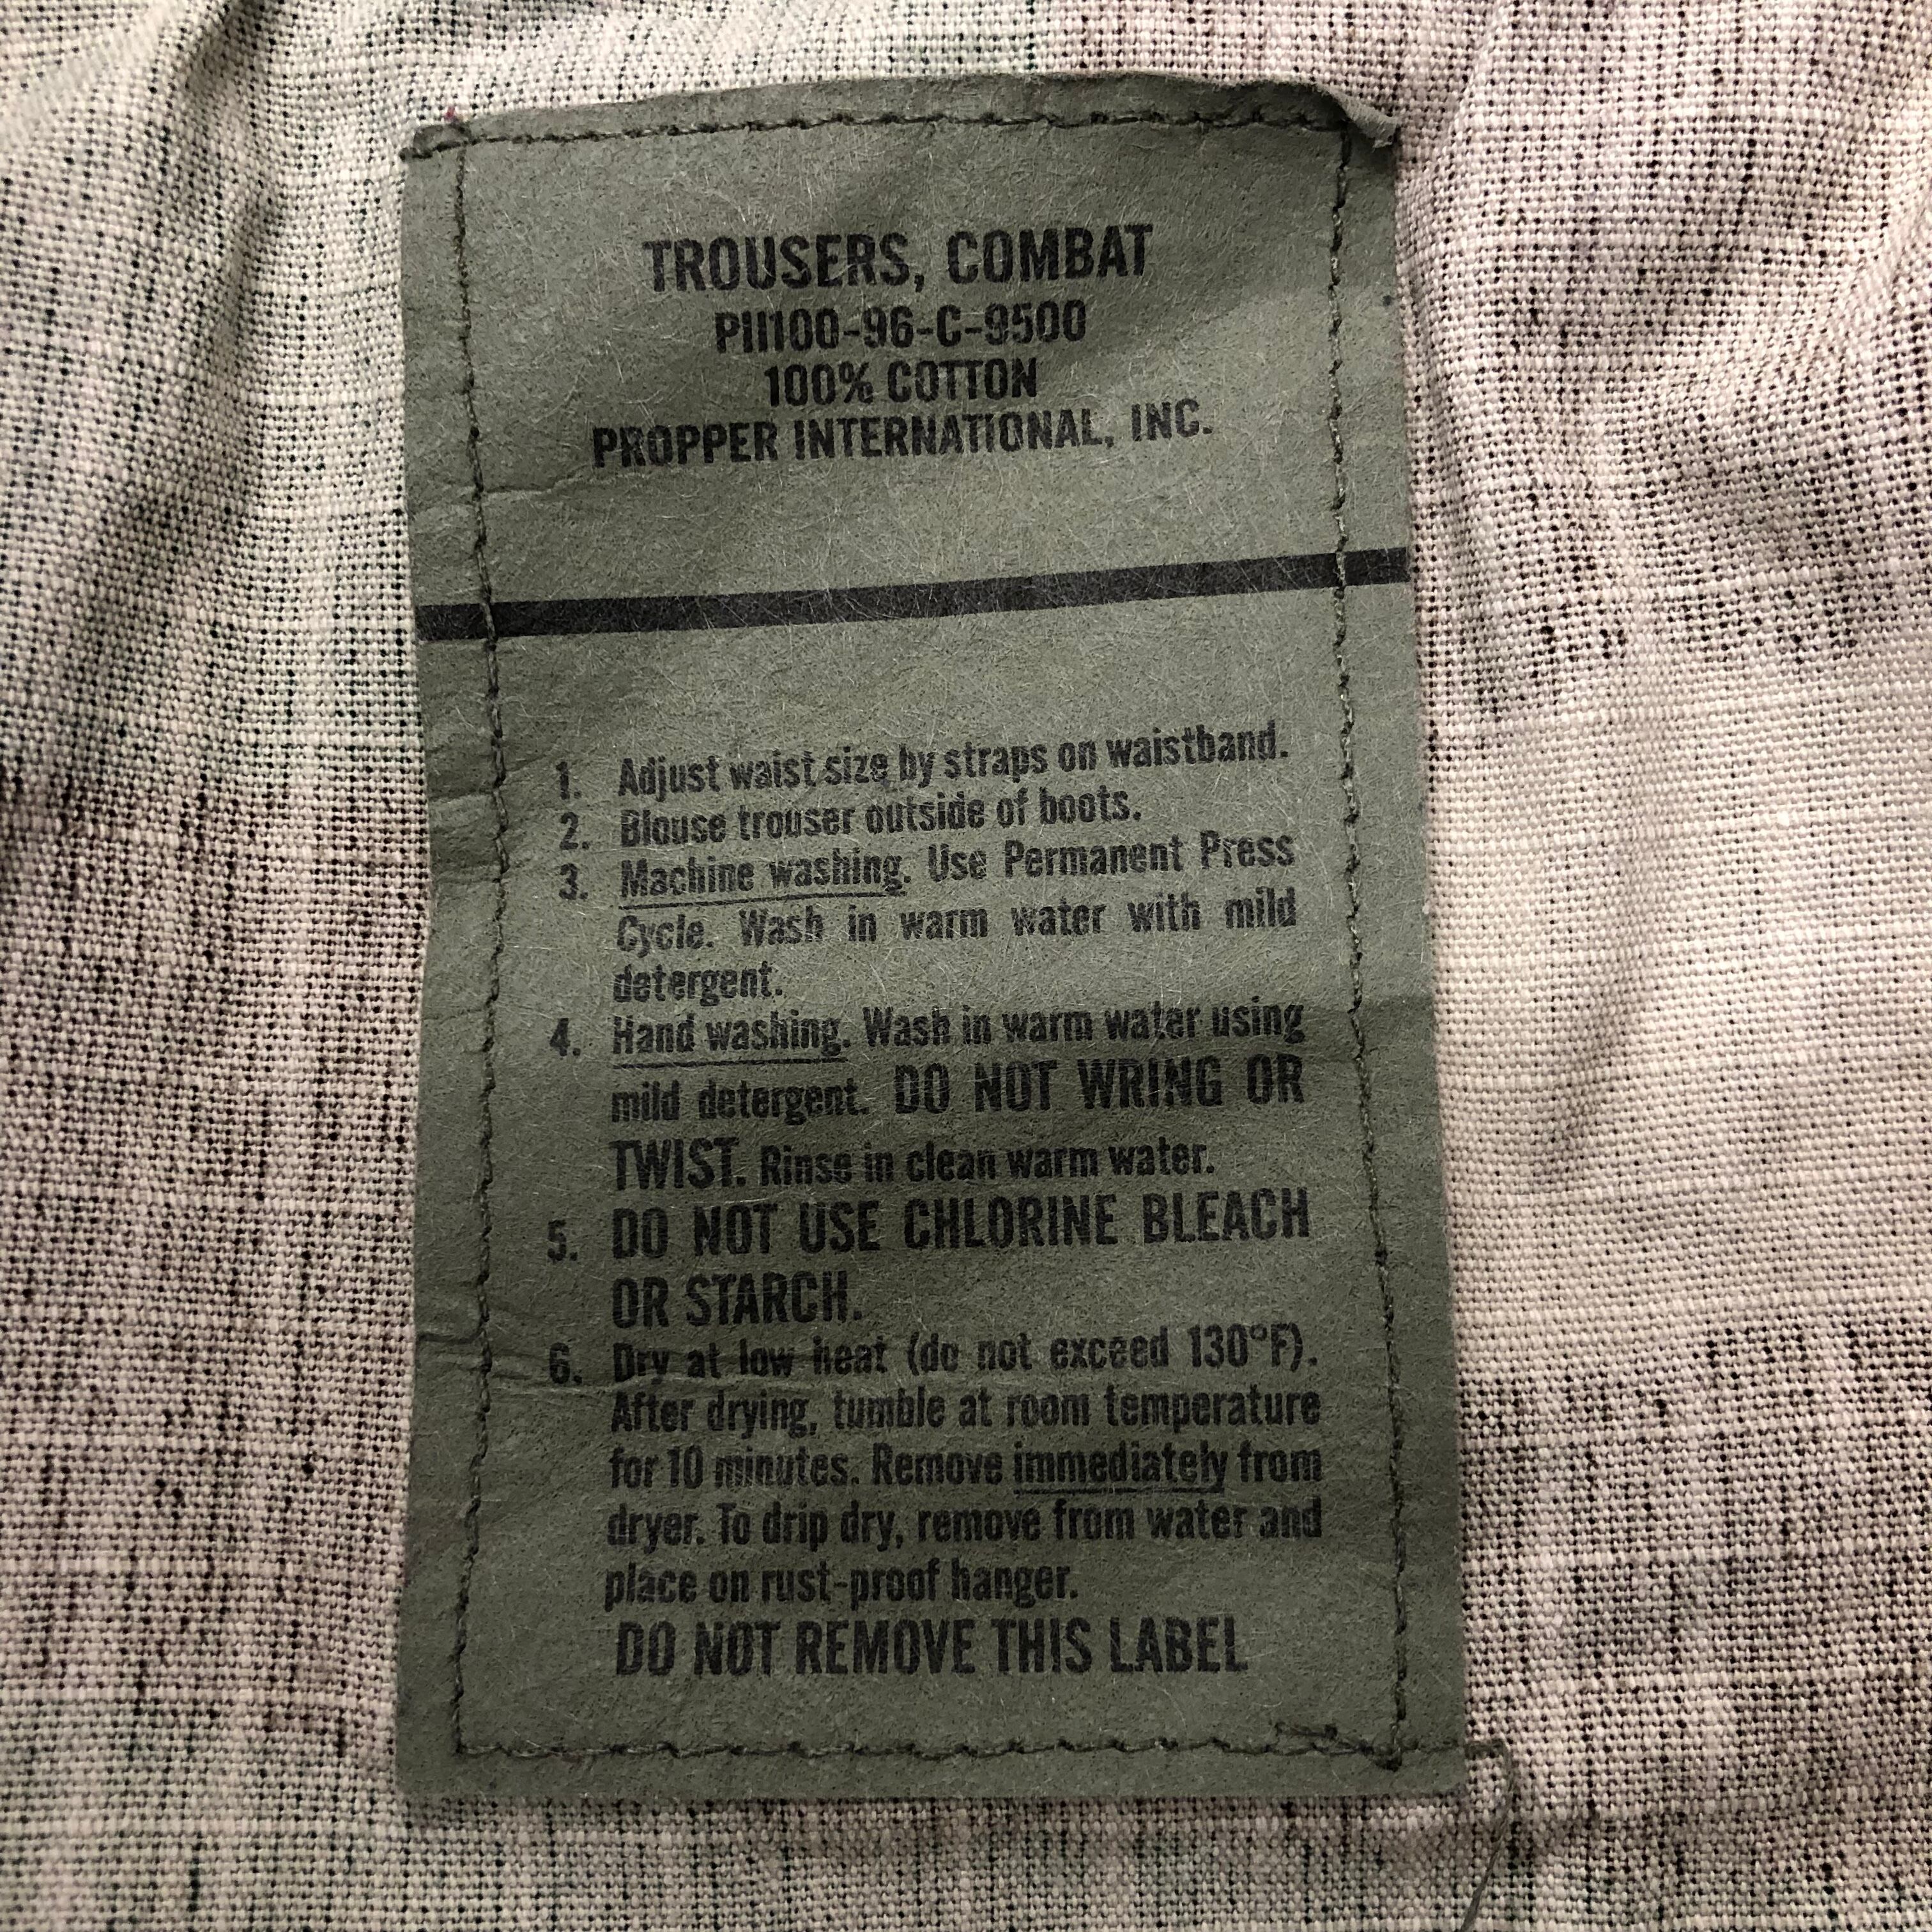 TROUSERS, COMBAT
PII100-96-C-9500
100% COTTON
PROPPER INTERNATIONAL, INC.
1. Adjust waist size by straps on waistband.
2. Blouse trouser outside of boots.
3. Machine washing. Use Permanent Press
Cycle. Wash in warm water with mild
detergent.
4. Hand washing. Wash in warm water using
mild detergent. DO NOT WRING OR
TWIST. Rinse in clean warm water.
5. DO NOT USE CHLORINE BLEACH
OR STARCH.
6. Dry at low heat (do not exceed 130°F).
After drying, tumble at room temperature
for 10 minutes. Remove immediately from
dryer. To drip dry, remove from water and
place on rust-proof hanger.
DO NOT REMOVE THIS LABEL